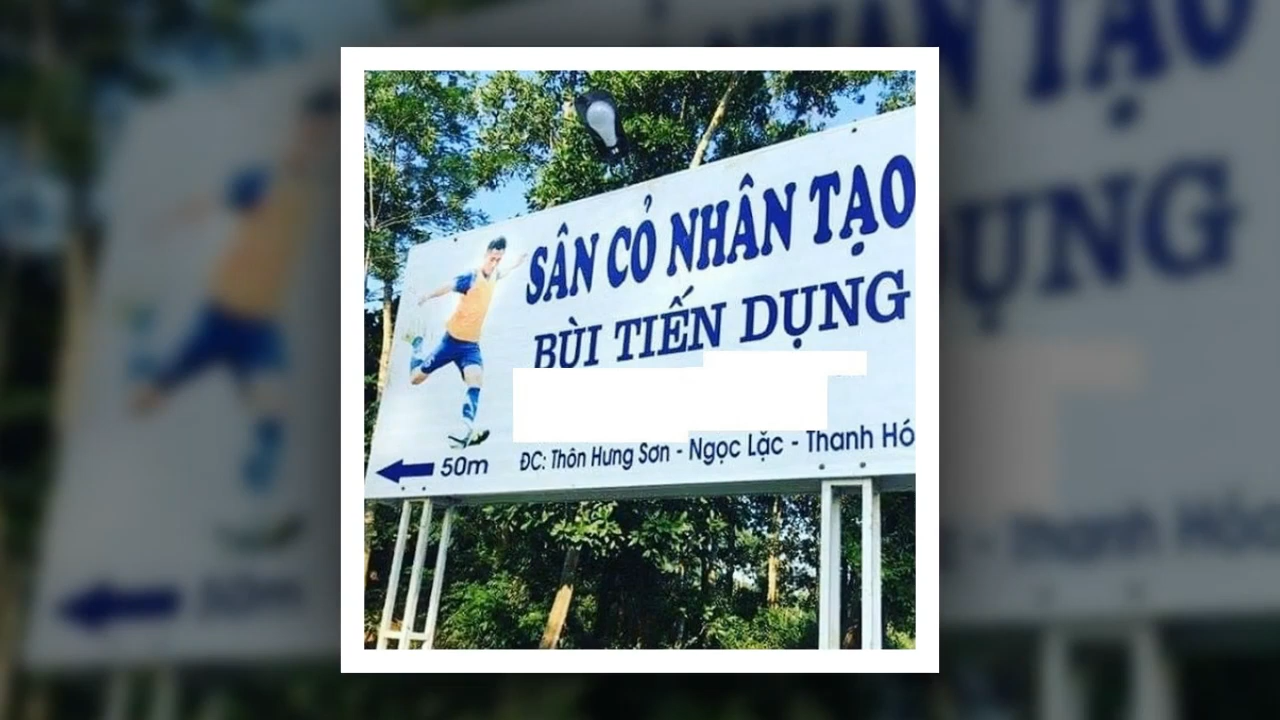 SÂN CỎ NHÂN TẠO
BÙI TIẾN DỤNG
50m
ĐC: Thôn Hưng Sơn - Ngọc Lặc - Thanh Hó